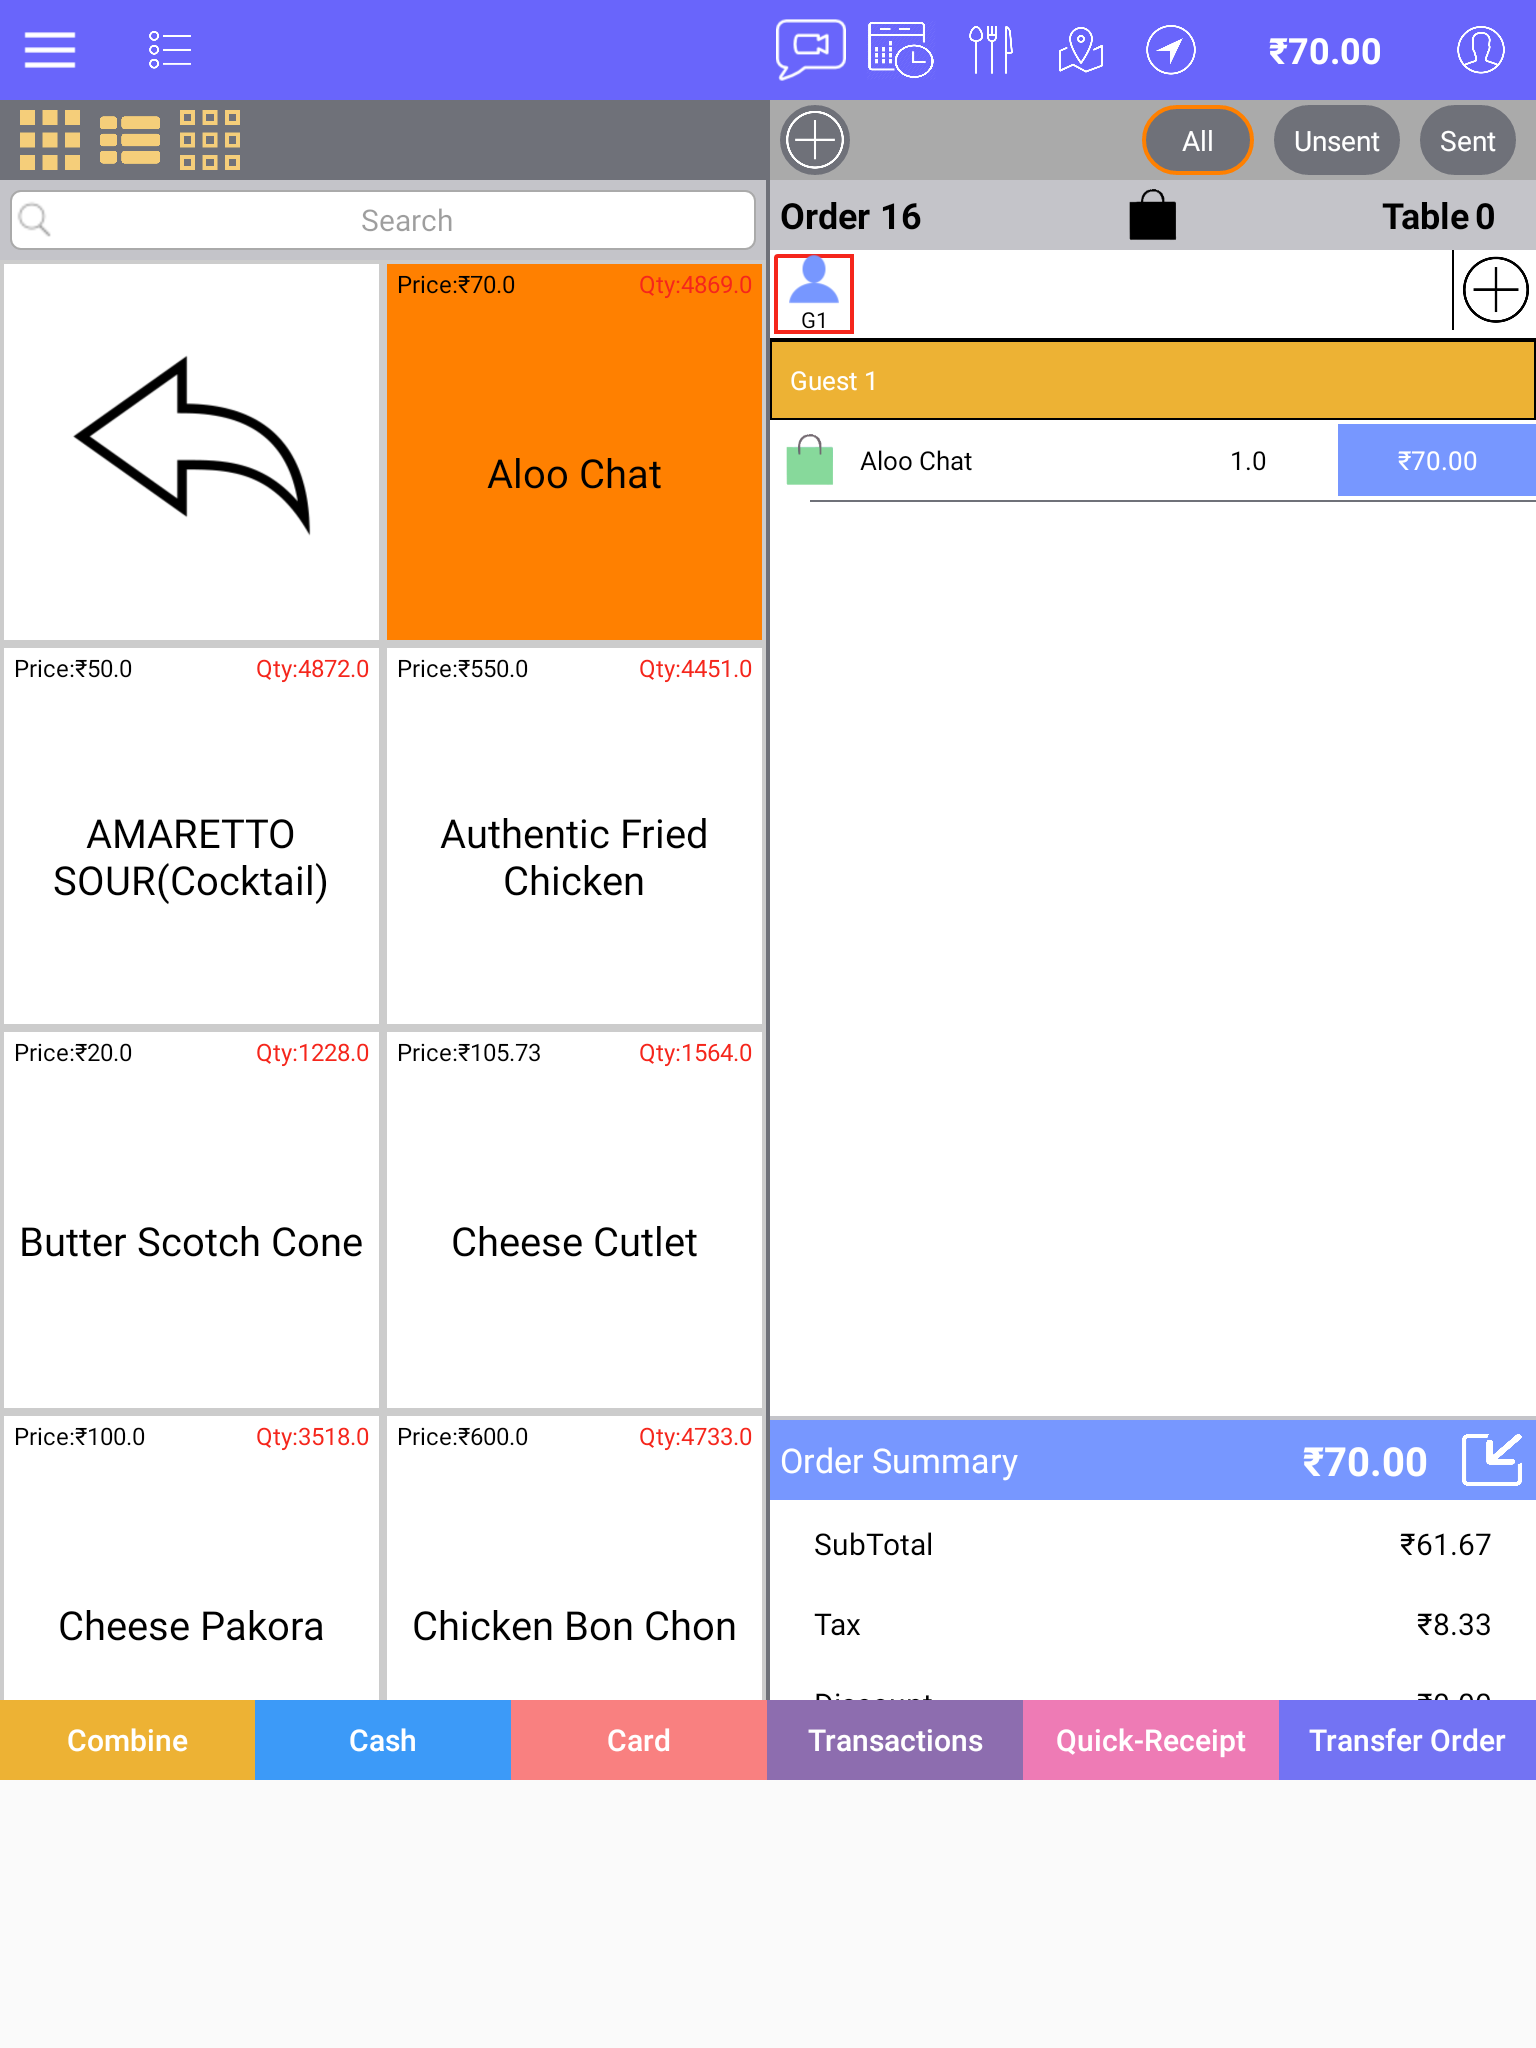 ₹70.00
All
Unsent
Sent
Search
Order 16
Table 0
G1
Guest 1
Aloo Chat 1.0 ₹70.00
Price:₹70.0 Qty:4869.0
Aloo Chat
Price:₹50.0 Qty:4872.0
AMARETTO
SOUR(Cocktail)
Price:₹550.0 Qty:4451.0
Authentic Fried
Chicken
Price:₹20.0 Qty:1228.0
Butter Scotch Cone
Price:₹105.73 Qty:1564.0
Cheese Cutlet
Price:₹100.0 Qty:3518.0
Cheese Pakora
Price:₹600.0 Qty:4733.0
Chicken Bon Chon
Order Summary ₹70.00
SubTotal ₹61.67
Tax ₹8.33
Combine
Cash
Card
Transactions
Quick-Receipt
Transfer Order